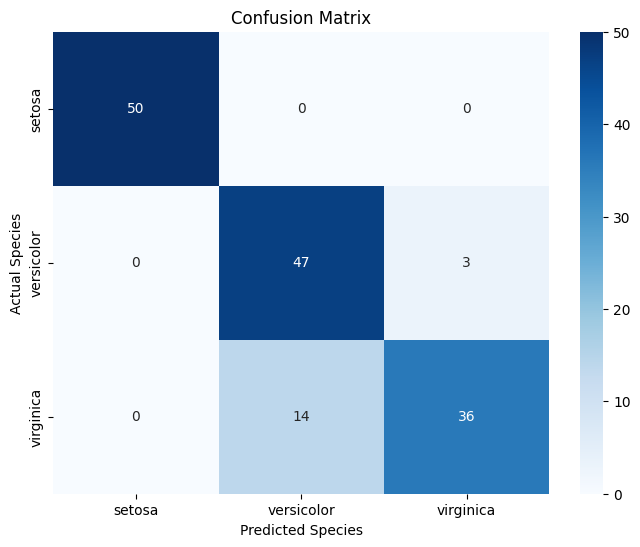 Confusion Matrix
setosa
versicolor
virginica
Actual Species
50 0 0
0 47 3
0 14 36
setosa versicolor virginica
Predicted Species
50
40
30
20
10
0